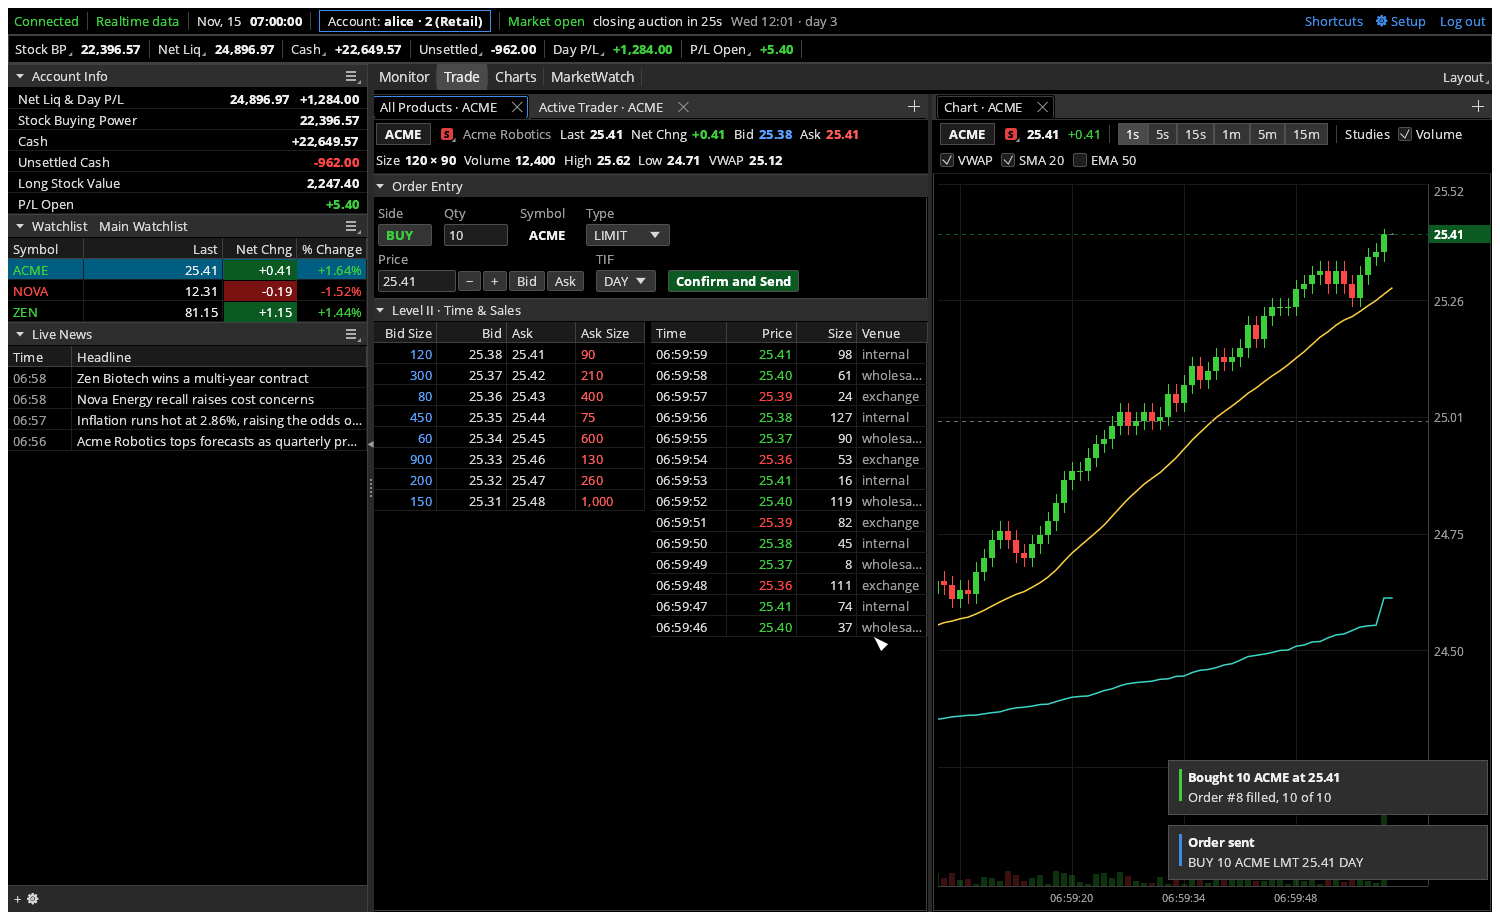 Connected Realtime data Nov, 15 07:00:00 Account: alice · 2 (Retail) Market open closing auction in 25s Wed 12:01 · day 3 Shortcuts Setup Log out
Stock BP 22,396.57 Net Liq 24,896.97 Cash +22,649.57 Unsettled -962.00 Day P/L +1,284.00 P/L Open +5.40
Account Info
Net Liq & Day P/L 24,896.97 +1,284.00
Stock Buying Power 22,396.57
Cash +22,649.57
Unsettled Cash -962.00
Long Stock Value 2,247.40
P/L Open +5.40
Watchlist Main Watchlist
Symbol Last Net Chng % Change
ACME 25.41 +0.41 +1.64%
NOVA 12.31 -0.19 -1.52%
ZEN 81.15 +1.15 +1.44%
Live News
Time Headline
06:58 Zen Biotech wins a multi-year contract
06:58 Nova Energy recall raises cost concerns
06:57 Inflation runs hot at 2.86%, raising the odds o...
06:56 Acme Robotics tops forecasts as quarterly pr...
+
Monitor Trade Charts MarketWatch Layout
All Products · ACME Active Trader · ACME
ACME S Acme Robotics Last 25.41 Net Chng +0.41 Bid 25.38 Ask 25.41
Size 120 × 90 Volume 12,400 High 25.62 Low 24.71 VWAP 25.12
Order Entry
Side Qty Symbol Type
BUY 10 ACME LIMIT
Price TIF
25.41 − + Bid Ask DAY Confirm and Send
Level II · Time & Sales
Bid Size Bid Ask Ask Size
120 25.38 25.41 90
300 25.37 25.42 210
80 25.36 25.43 400
450 25.35 25.44 75
60 25.34 25.45 600
900 25.33 25.46 130
200 25.32 25.47 260
150 25.31 25.48 1,000
Time Price Size Venue
06:59:59 25.41 98 internal
06:59:58 25.40 61 wholesa...
06:59:57 25.39 24 exchange
06:59:56 25.38 127 internal
06:59:55 25.37 90 wholesa...
06:59:54 25.36 53 exchange
06:59:53 25.41 16 internal
06:59:52 25.40 119 wholesa...
06:59:51 25.39 82 exchange
06:59:50 25.38 45 internal
06:59:49 25.37 8 wholesa...
06:59:48 25.36 111 exchange
06:59:47 25.41 74 internal
06:59:46 25.40 37 wholesa...
Chart · ACME
ACME S 25.41 +0.41 1s 5s 15s 1m 5m 15m Studies Volume
VWAP SMA 20 EMA 50
25.52
25.41
25.26
25.01
24.75
24.50
Bought 10 ACME at 25.41
Order #8 filled, 10 of 10
Order sent
BUY 10 ACME LMT 25.41 DAY
06:59:20 06:59:34 06:59:48